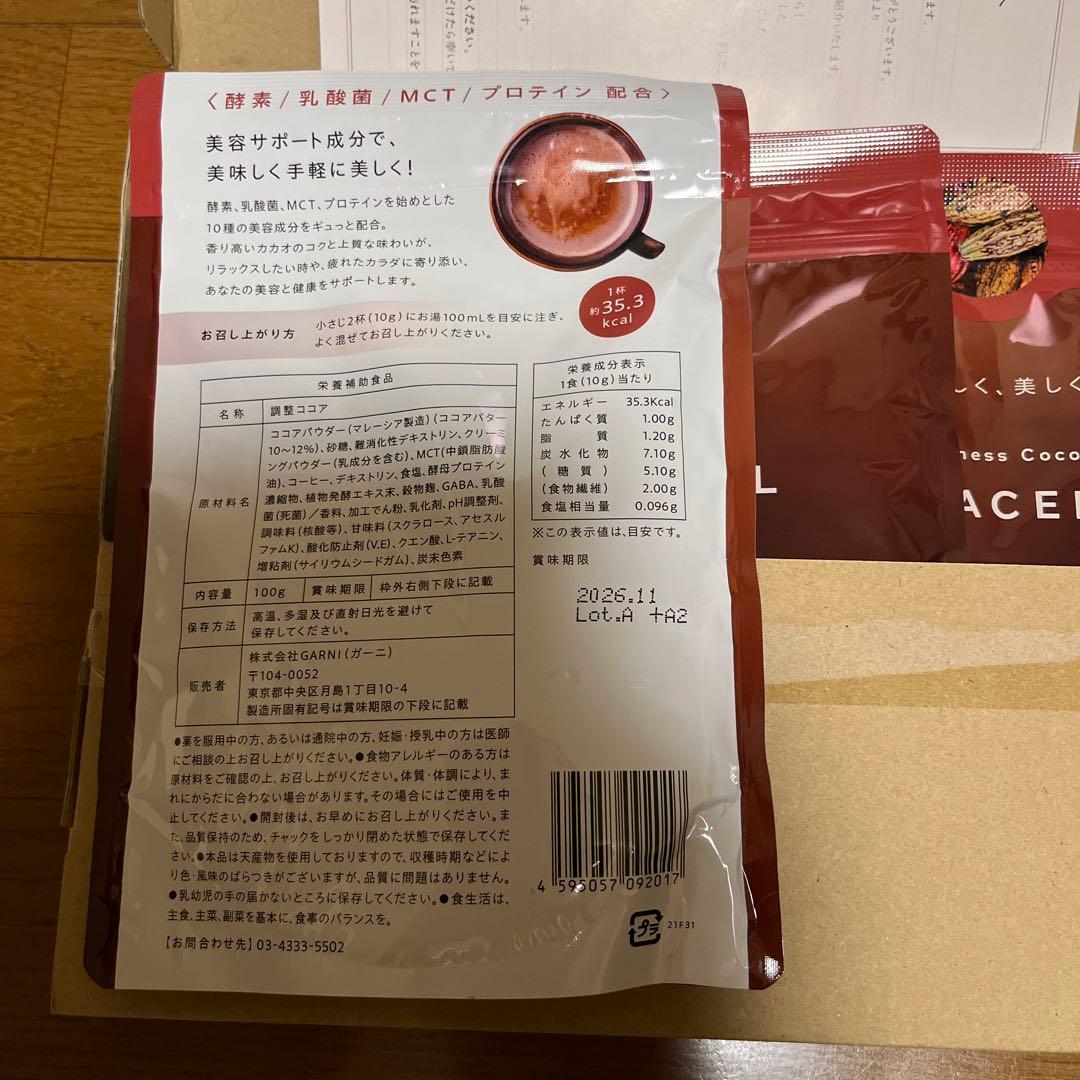 〈酵素/乳酸菌/MCT/プロテイン 配合〉
美容サポート成分で、
美味しく手軽に美しく!
酵素、乳酸菌、MCT、プロテインを始めとした
10種の美容成分をギュっと配合。
香り高いカカオのコクと上質な味わいが、
リラックスしたい時や、疲れたカラダに寄り添い、
あなたの美容と健康をサポートします。
1杯
約35.3
kcal
お召し上がり方
小さじ2杯(10g)にお湯100mLを目安に注ぎ、
よく混ぜてお召し上がりください。
栄養補助食品
名称 調整ココア
原材料名
ココアパウダー(マレーシア製造)(ココアバター
10〜12%)、砂糖、難消化性デキストリン、クリーミ
ングパウダー(乳成分を含む)、MCT(中鎖脂肪酸
油)、コーヒー、デキストリン、食塩、酵母プロテイン
濃縮物、植物発酵エキス末、穀物麹、GABA、乳酸
菌(死菌)/香料、加工でん粉、乳化剤、pH調整剤、
調味料(核酸等)、甘味料(スクラロース、アセスル
ファムK)、酸化防止剤(V.E)、クエン酸、L-テアニン、
増粘剤(サイリウムシードガム)、炭末色素
内容量 100g 賞味期限 枠外右側下段に記載
保存方法
高温、多湿及び直射日光を避けて
保存してください。
販売者
株式会社GARNI(ガーニ)
〒104-0052
東京都中央区月島1丁目10-4
製造所固有記号は賞味期限の下段に記載
栄養成分表示
1食(10g)当たり
エネルギー 35.3Kcal
たんぱく質 1.00g
脂質 1.20g
炭水化物 7.10g
(糖質) 5.10g
(食物繊維) 2.00g
食塩相当量 0.096g
※この表示値は、目安です。
賞味期限
2026.11
Lot.A +A2
●薬を服用中の方、あるいは通院中の方、妊娠・授乳中の方は医師
にご相談の上お召し上がりください。●食物アレルギーのある方は
原材料をご確認の上、お召し上がりください。体質・体調により、ま
れにからだに合わない場合があります。その場合にはご使用を中
止してください。●開封後は、お早めにお召し上がりください。ま
た、品質保持のため、チャックをしっかり閉めた状態で保存してくだ
さい。●本品は天産物を使用しておりますので、収穫時期などによ
り色・風味のばらつきがございますが、品質に問題はありません。
●乳幼児の手の届かないところに保存してください。●食生活は、
主食、主菜、副菜を基本に、食事のバランスを。
【お問合わせ先】03-4333-5502
4 595057 092017
プラ
21F31
L
しく、美しく
ness Coco
ACE